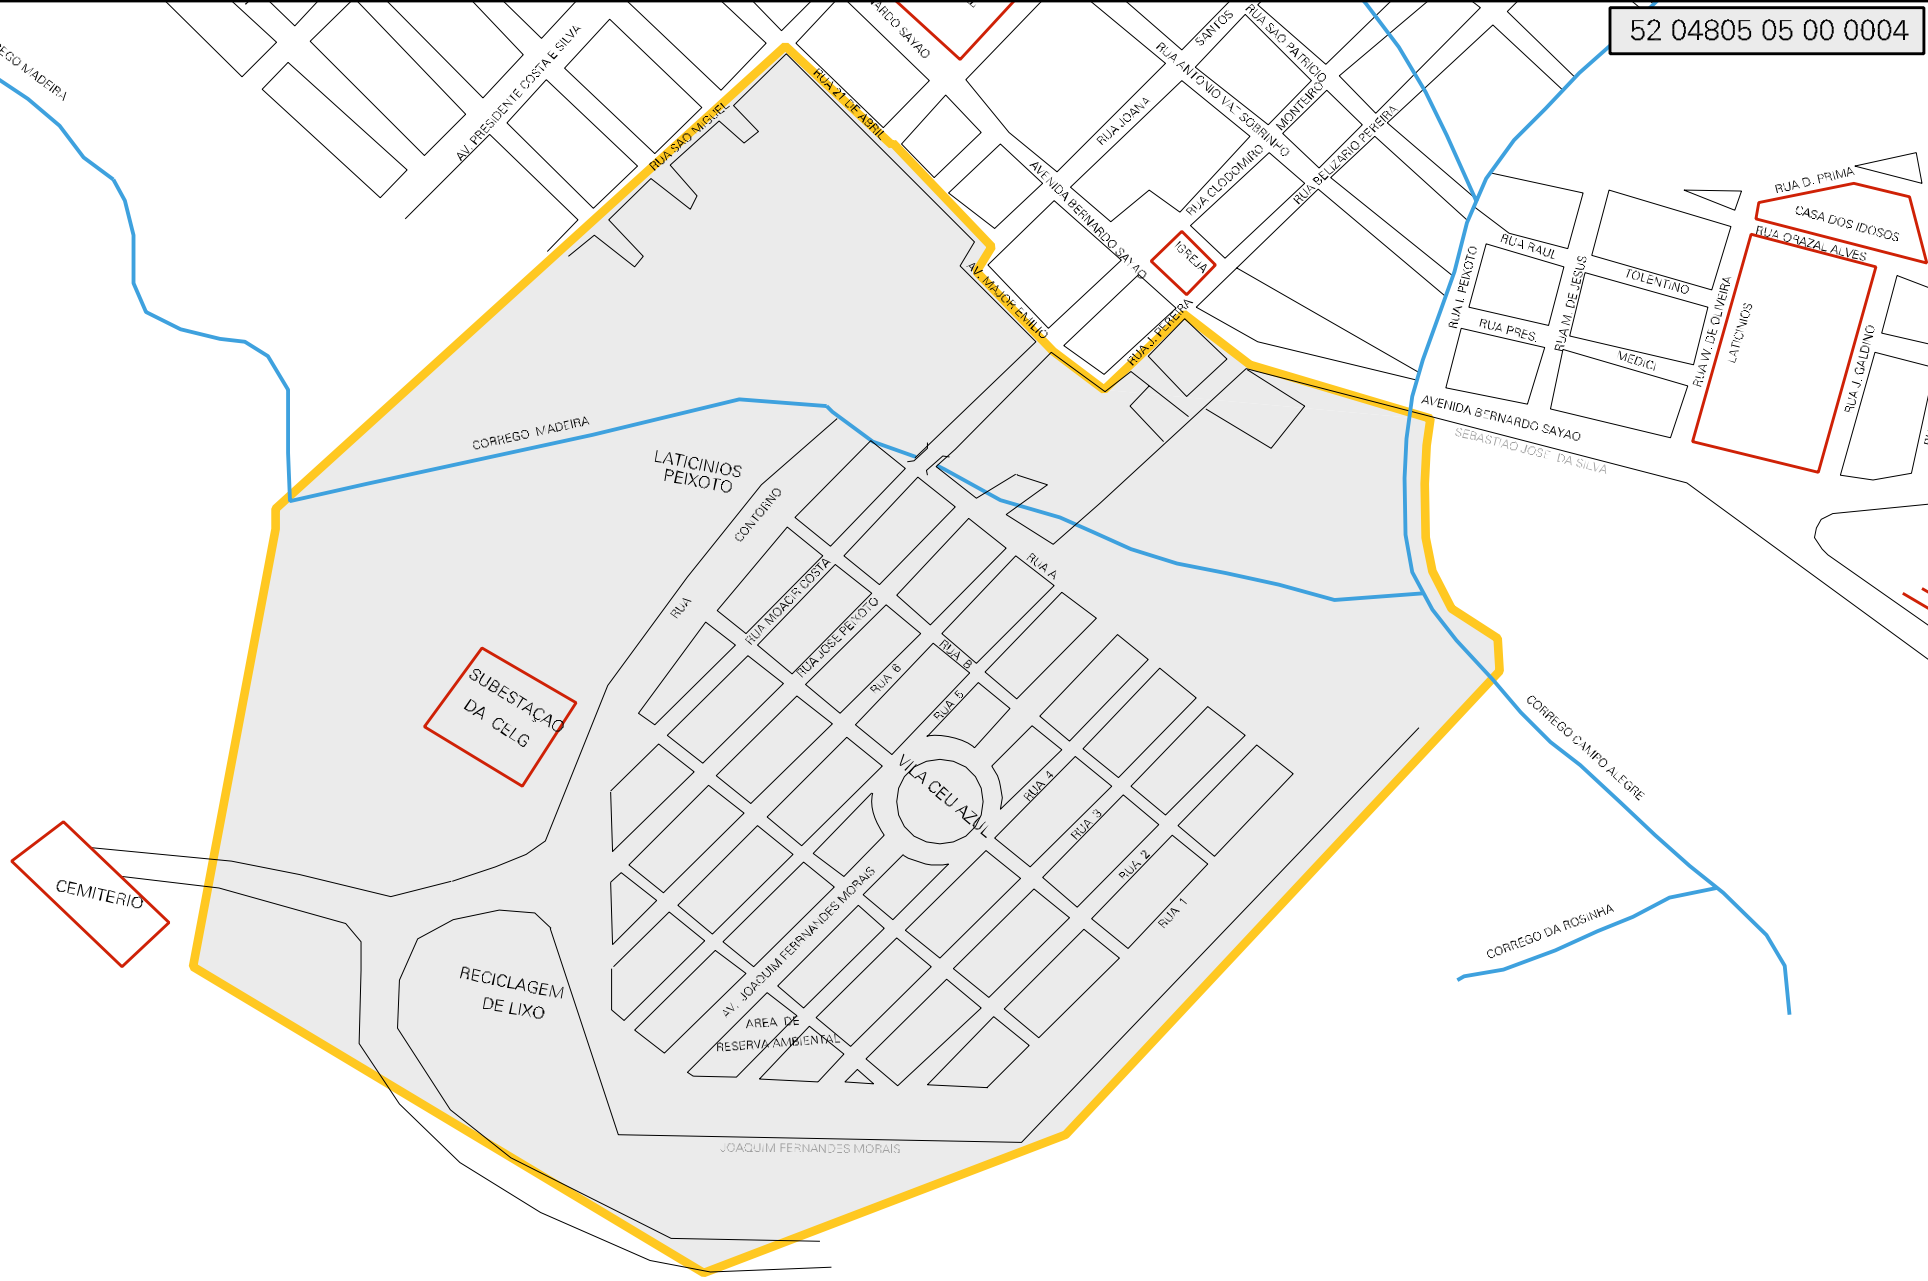 52 04805 05 00 0004
ARDO SAYAO
SANTOS
RUA SAO PATRICIO
EGO MADEIRA
AV. PRESIDENTE COSTA E SILVA
RUA ANTONIO VAZ SOBRINHO
RUA 21 DE ABRIL
RUA SAO MIGUEL
RUA JOANA
MONTEIRO
RUA CLODOMIRO
RUA BELIZARIO PEREIRA
AVENIDA BERNARDO SAYAO
RUA D. PRIMA
CASA DOS IDOSOS
RUA ORAZAL ALVES
IGREJA
RUA RAUL
TOLENTINO
RUA I. PEIXOTO
RUA M. DE JESUS
RUA W. DE OLIVEIRA
LATICINIOS
RUA J. GALDINO
AV. MAJOR EMILIO
RUA J. PEREIRA
RUA PRES.
MEDICI
AVENIDA BERNARDO SAYAO
SEBASTIAO JOSE DA SILVA
CORREGO MADEIRA
LATICINIOS
PEIXOTO
CONTORNO
RUA
RUA A
RUA MOACIR COSTA
RUA JOSE PEIXOTO
RUA B
RUA 6
RUA 5
SUBESTAÇAO
DA CELG
VILA CEU AZUL
RUA 4
RUA 3
RUA 2
RUA 1
CORREGO CAMPO ALEGRE
CORREGO DA ROSINHA
CEMITERIO
AV. JOAQUIM FERRNANDES MORAIS
RECICLAGEM
DE LIXO
AREA DE
RESERVA AMBIENTAL
JOAQUIM FERNANDES MORAIS